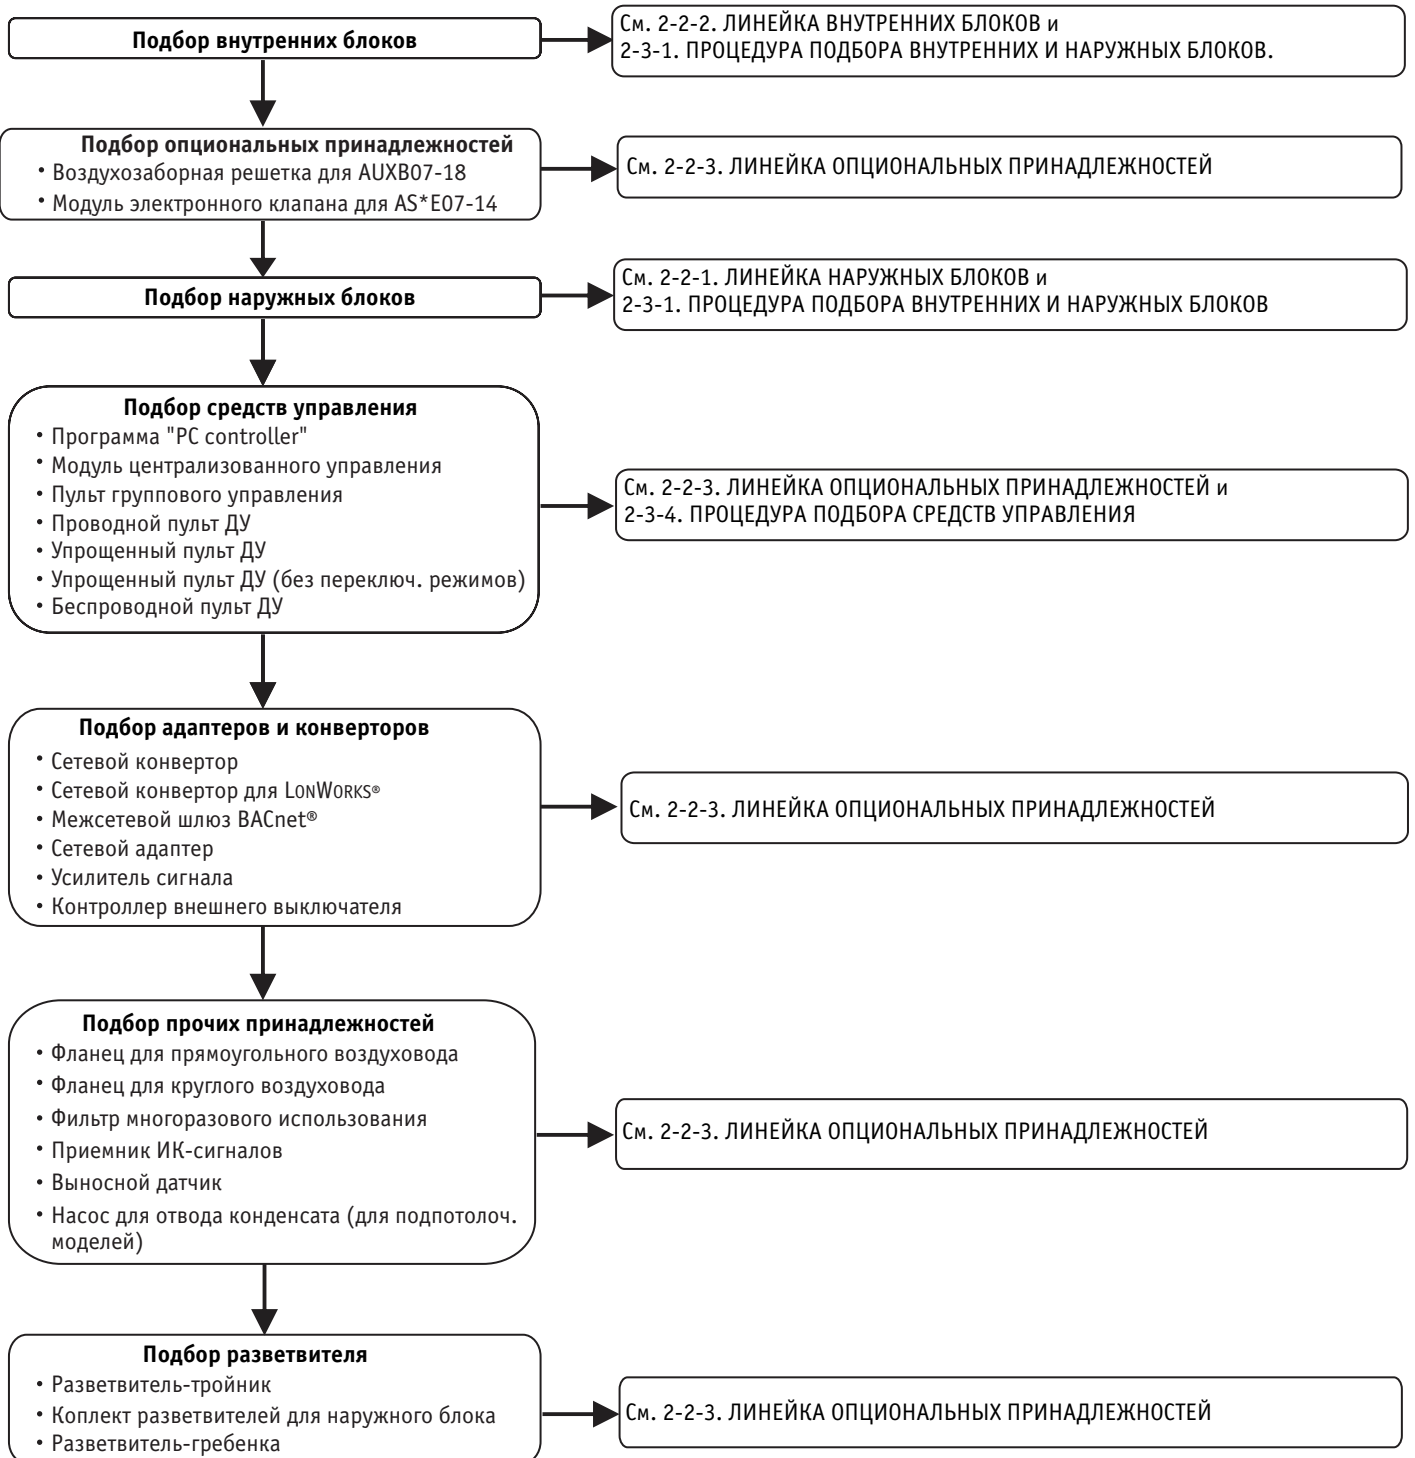 Подбор внутренних блоков
См. 2-2-2. ЛИНЕЙКА ВНУТРЕННИХ БЛОКОВ и
2-3-1. ПРОЦЕДУРА ПОДБОРА ВНУТРЕННИХ И НАРУЖНЫХ БЛОКОВ.
Подбор опциональных принадлежностей
• Воздухозаборная решетка для AUXB07-18
• Модуль электронного клапана для AS*E07-14
См. 2-2-3. ЛИНЕЙКА ОПЦИОНАЛЬНЫХ ПРИНАДЛЕЖНОСТЕЙ
Подбор наружных блоков
См. 2-2-1. ЛИНЕЙКА НАРУЖНЫХ БЛОКОВ и
2-3-1. ПРОЦЕДУРА ПОДБОРА ВНУТРЕННИХ И НАРУЖНЫХ БЛОКОВ
Подбор средств управления
• Программа "PC controller"
• Модуль централизованного управления
• Пульт группового управления
• Проводной пульт ДУ
• Упрощенный пульт ДУ
• Упрощенный пульт ДУ (без переключ. режимов)
• Беспроводной пульт ДУ
См. 2-2-3. ЛИНЕЙКА ОПЦИОНАЛЬНЫХ ПРИНАДЛЕЖНОСТЕЙ и
2-3-4. ПРОЦЕДУРА ПОДБОРА СРЕДСТВ УПРАВЛЕНИЯ
Подбор адаптеров и конверторов
• Сетевой конвертор
• Сетевой конвертор для LONWORKS®
• Межсетевой шлюз BACnet®
• Сетевой адаптер
• Усилитель сигнала
• Контроллер внешнего выключателя
См. 2-2-3. ЛИНЕЙКА ОПЦИОНАЛЬНЫХ ПРИНАДЛЕЖНОСТЕЙ
Подбор прочих принадлежностей
• Фланец для прямоугольного воздуховода
• Фланец для круглого воздуховода
• Фильтр многоразового использования
• Приемник ИК-сигналов
• Выносной датчик
• Насос для отвода конденсата (для подпотолоч.
моделей)
См. 2-2-3. ЛИНЕЙКА ОПЦИОНАЛЬНЫХ ПРИНАДЛЕЖНОСТЕЙ
Подбор разветвителя
• Разветвитель-тройник
• Коплект разветвителей для наружного блока
• Разветвитель-гребенка
См. 2-2-3. ЛИНЕЙКА ОПЦИОНАЛЬНЫХ ПРИНАДЛЕЖНОСТЕЙ